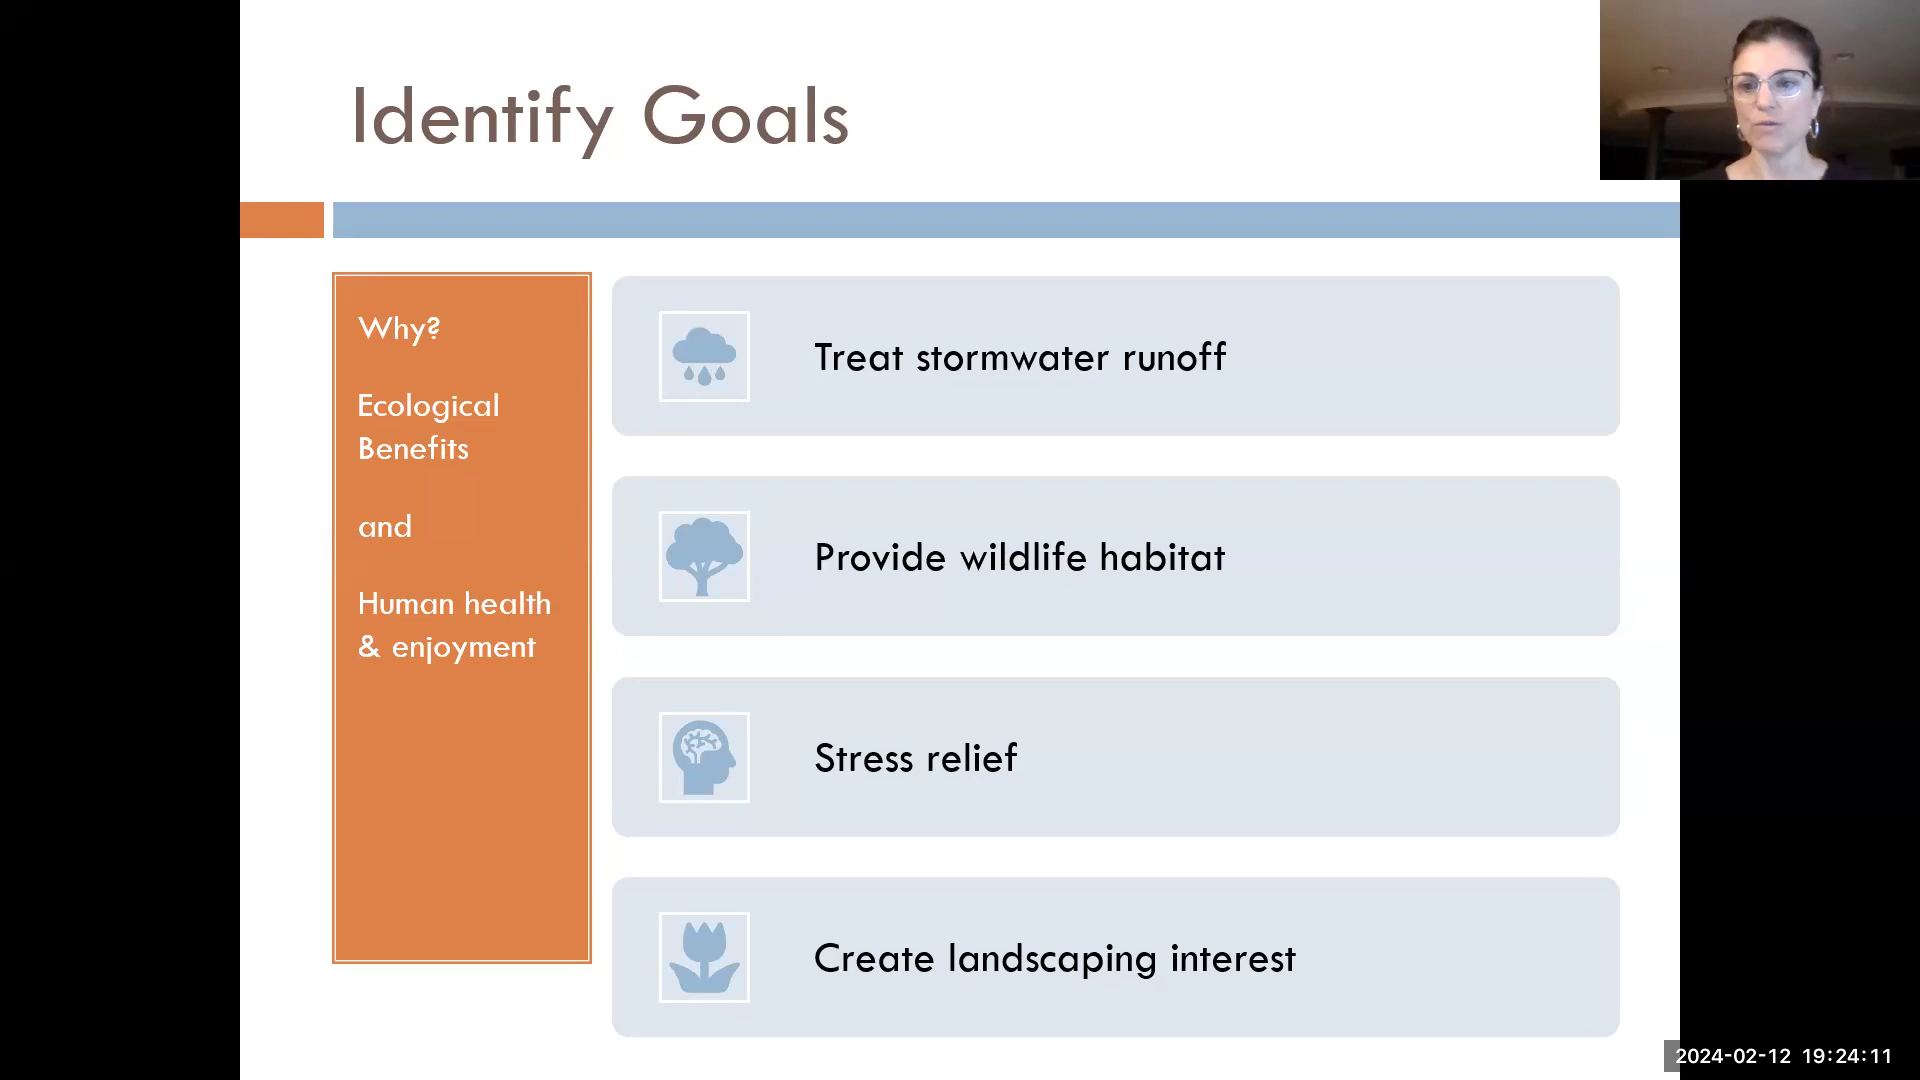 Identify Goals
Why?
Ecological
Benefits
and
Human health
& enjoyment
Treat stormwater runoff
Provide wildlife habitat
Stress relief
Create landscaping interest
2024-02-12 19:24:11